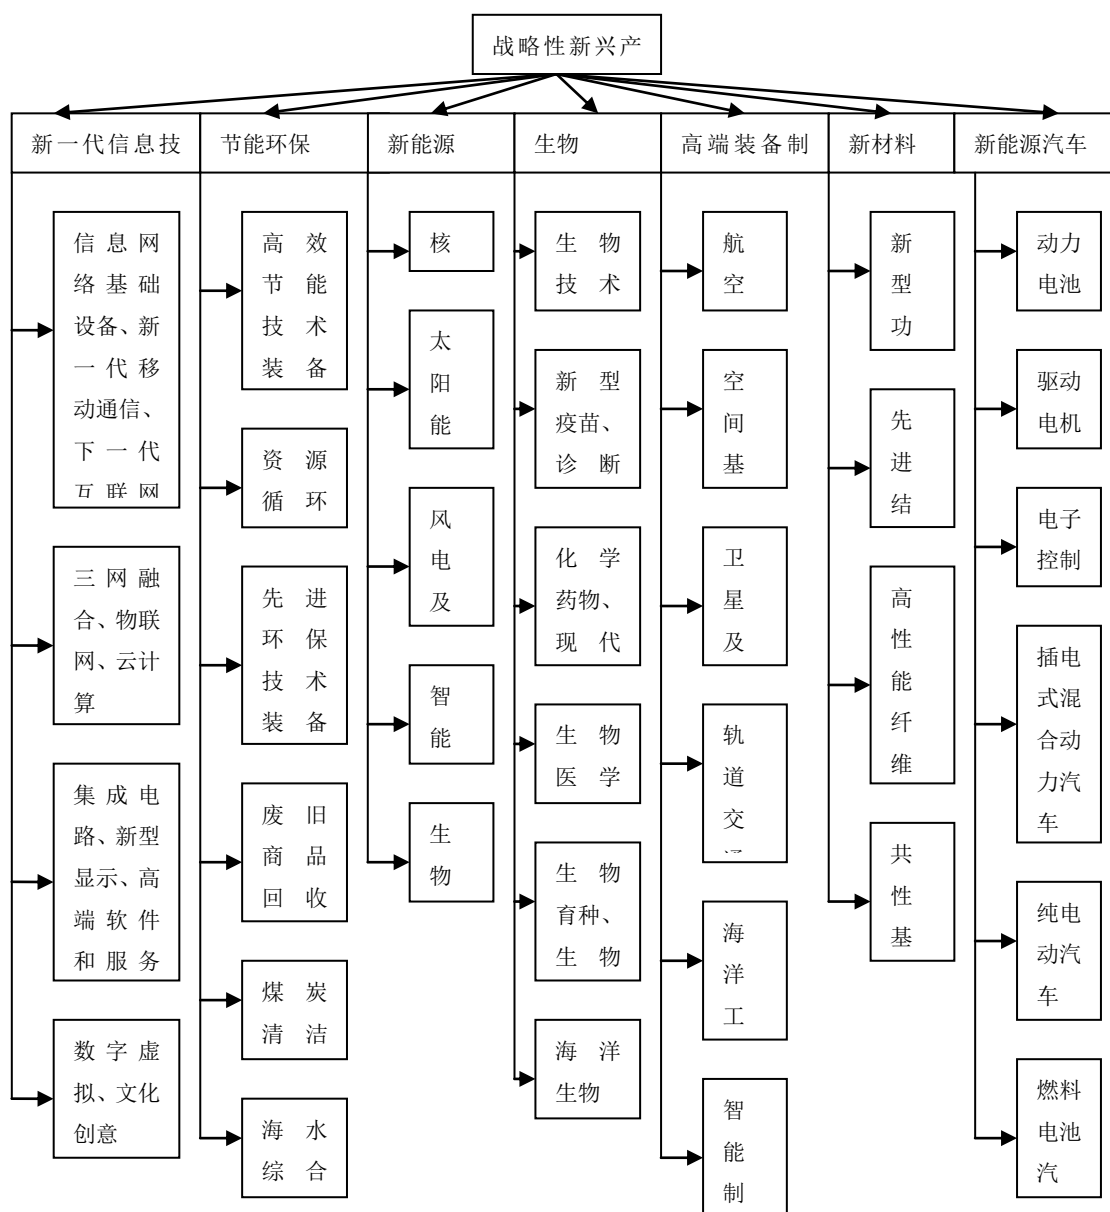 战略性新兴产
新一代信息技
节能环保
新能源
生物
高端装备制
新材料
新能源汽车
信息网
络基础
设备、新
一代移
动通信、
下一代
互联网
三网融
合、物联
网、云计
算
集成电
路、新型
显示、高
端软件
和服务
数字虚
拟、文化
创意
高效
节能
技术
装备
资源
循环
先进
环保
技术
装备
废旧
商品
回收
煤炭
清洁
海水
综合
核
太
阳
能
风
电
及
智
能
生
物
生物
技术
新型
疫苗、
诊断
化学
药物、
现代
生物
医学
生物
育种、
生物
海洋
生物
航
空
空
间
基
卫
星
及
轨
道
交
通
海
洋
工
智
能
制
新
型
功
先
进
结
高
性
能
纤
维
共
性
基
动力
电池
驱动
电机
电子
控制
插电
式混
合动
力汽
车
纯电
动汽
车
燃料
电池
汽